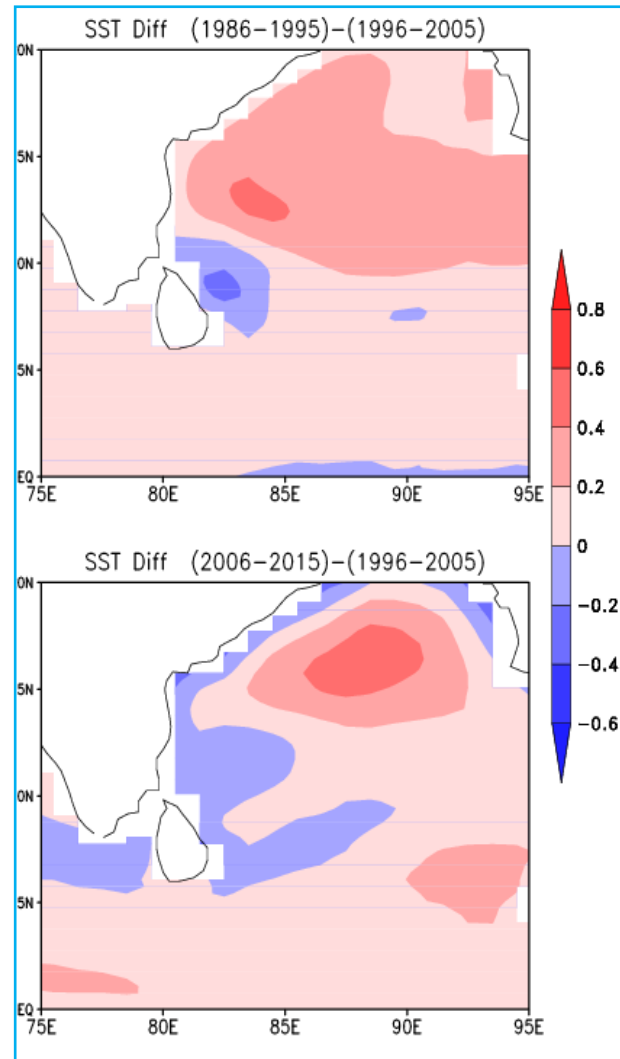 SST Diff (1986-1995)-(1996-2005)
0N
5N
0N
5N
EQ
75E 80E 85E 90E 95E
0.8
0.6
0.4
0.2
0
-0.2
-0.4
-0.6
SST Diff (2006-2015)-(1996-2005)
0N
5N
0N
5N
EQ
75E 80E 85E 90E 95E